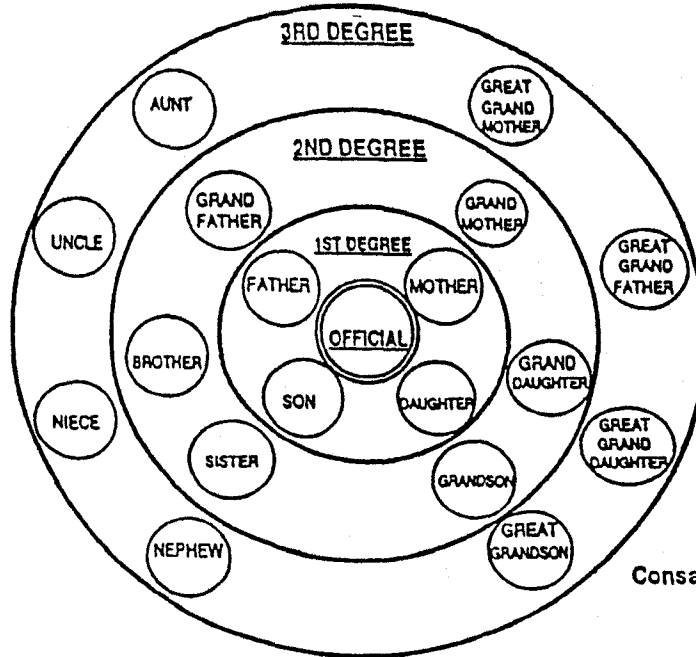 3RD DEGREE
AUNT
GREAT
GRAND
MOTHER
2ND DEGREE
GRAND
FATHER
GRAND
MOTHER
UNCLE
1ST DEGREE
GREAT
GRAND
FATHER
FATHER
MOTHER
OFFICIAL
BROTHER
GRAND
DAUGHTER
SON
DAUGHTER
NIECE
GREAT
GRAND
DAUGHTER
SISTER
GRANDSON
NEPHEW
GREAT
GRANDSON
Consa